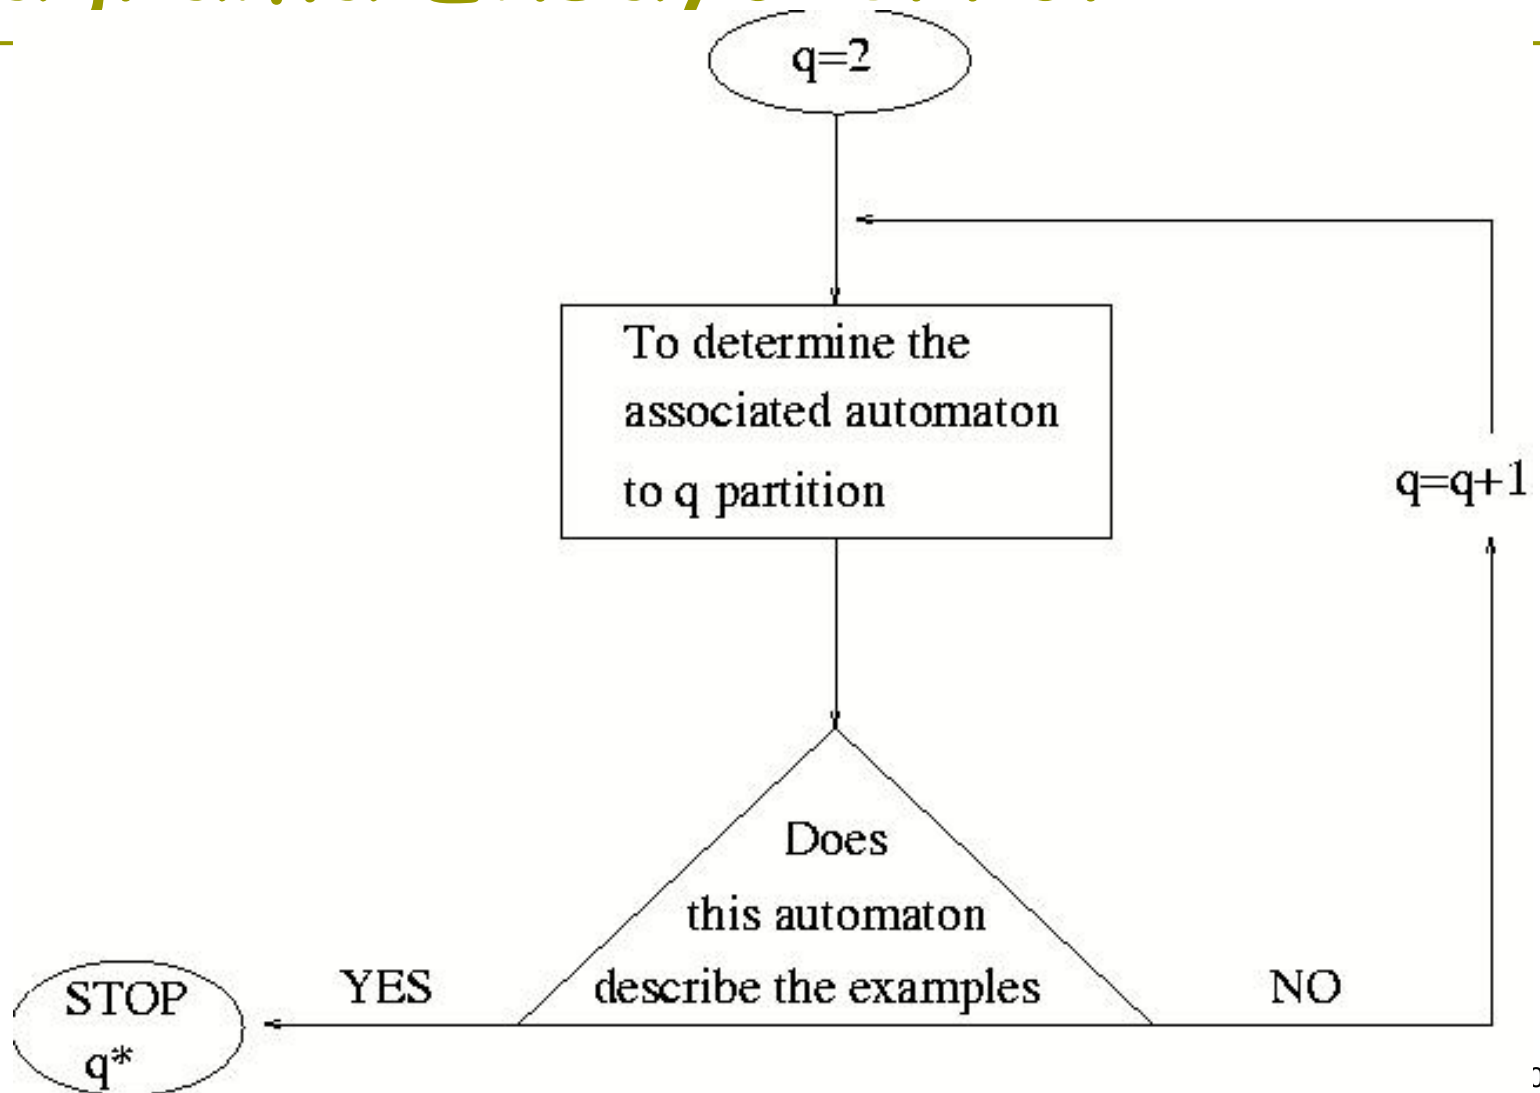 q=2
To determine the
associated automaton
to q partition
q=q+1
Does
this automaton
describe the examples
YES
NO
STOP
q*